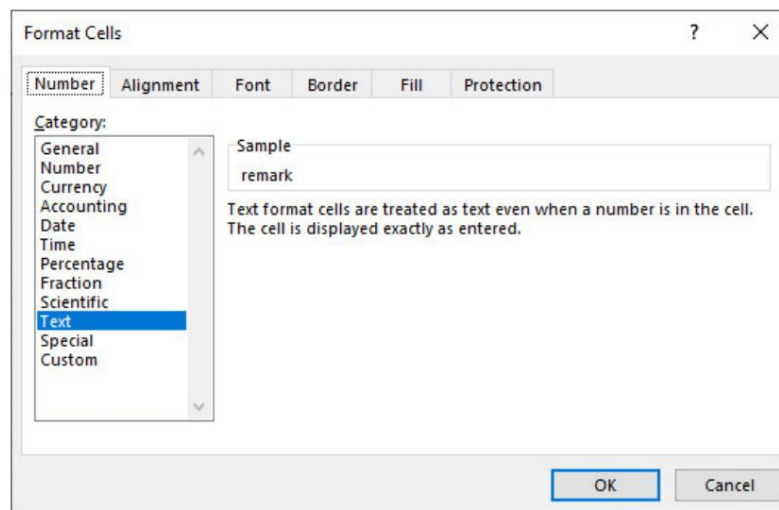 Format Cells
?
Number Alignment Font Border Fill Protection
Category:
General
Number
Currency
Accounting
Date
Time
Percentage
Fraction
Scientific
Text
Special
Custom
Sample
remark
Text format cells are treated as text even when a number is in the cell.
The cell is displayed exactly as entered.
OK Cancel